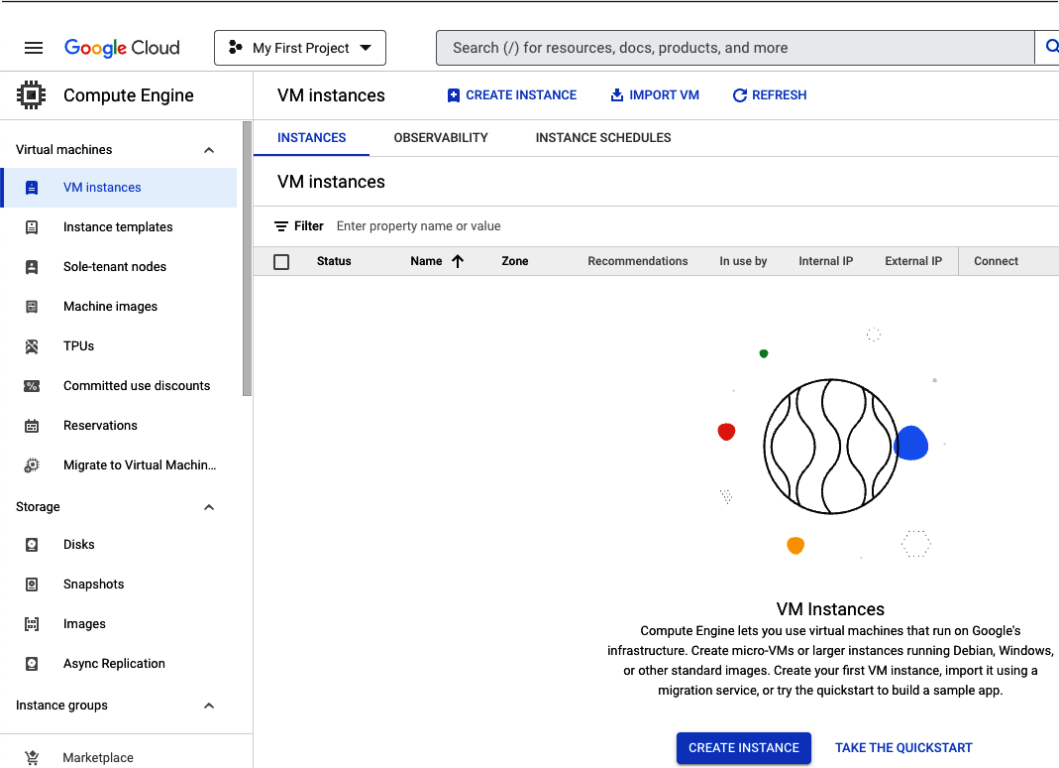 Google Cloud
My First Project
Search (/) for resources, docs, products, and more
Compute Engine
VM instances
CREATE INSTANCE
IMPORT VM
REFRESH
Virtual machines
VM instances
Instance templates
Sole-tenant nodes
Machine images
TPUs
Committed use discounts
Reservations
Migrate to Virtual Machin...
Storage
Disks
Snapshots
Images
Async Replication
Instance groups
Marketplace
INSTANCES
OBSERVABILITY
INSTANCE SCHEDULES
VM instances
Filter Enter property name or value
Status Name Zone Recommendations In use by Internal IP External IP Connect
VM Instances
Compute Engine lets you use virtual machines that run on Google's
infrastructure. Create micro-VMs or larger instances running Debian, Windows,
or other standard images. Create your first VM instance, import it using a
migration service, or try the quickstart to build a sample app.
CREATE INSTANCE
TAKE THE QUICKSTART